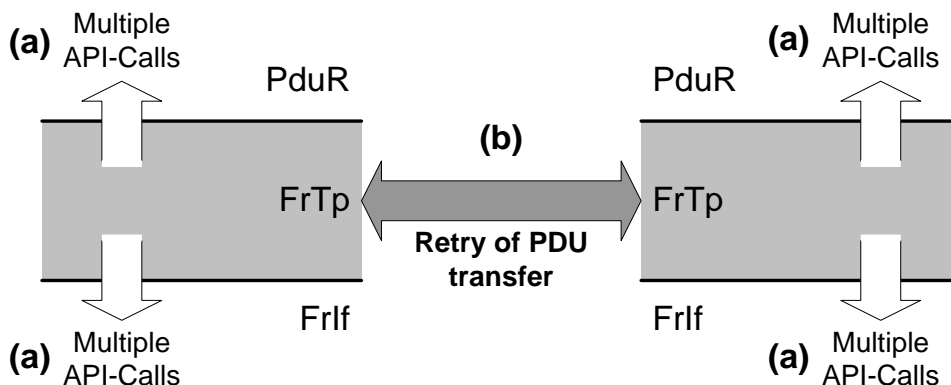 (a) Multiple
API-Calls
(a) Multiple
API-Calls
PduR
PduR
(b)
FrTp
FrTp
Retry of PDU
transfer
FrIf
FrIf
(a) Multiple
API-Calls
(a) Multiple
API-Calls